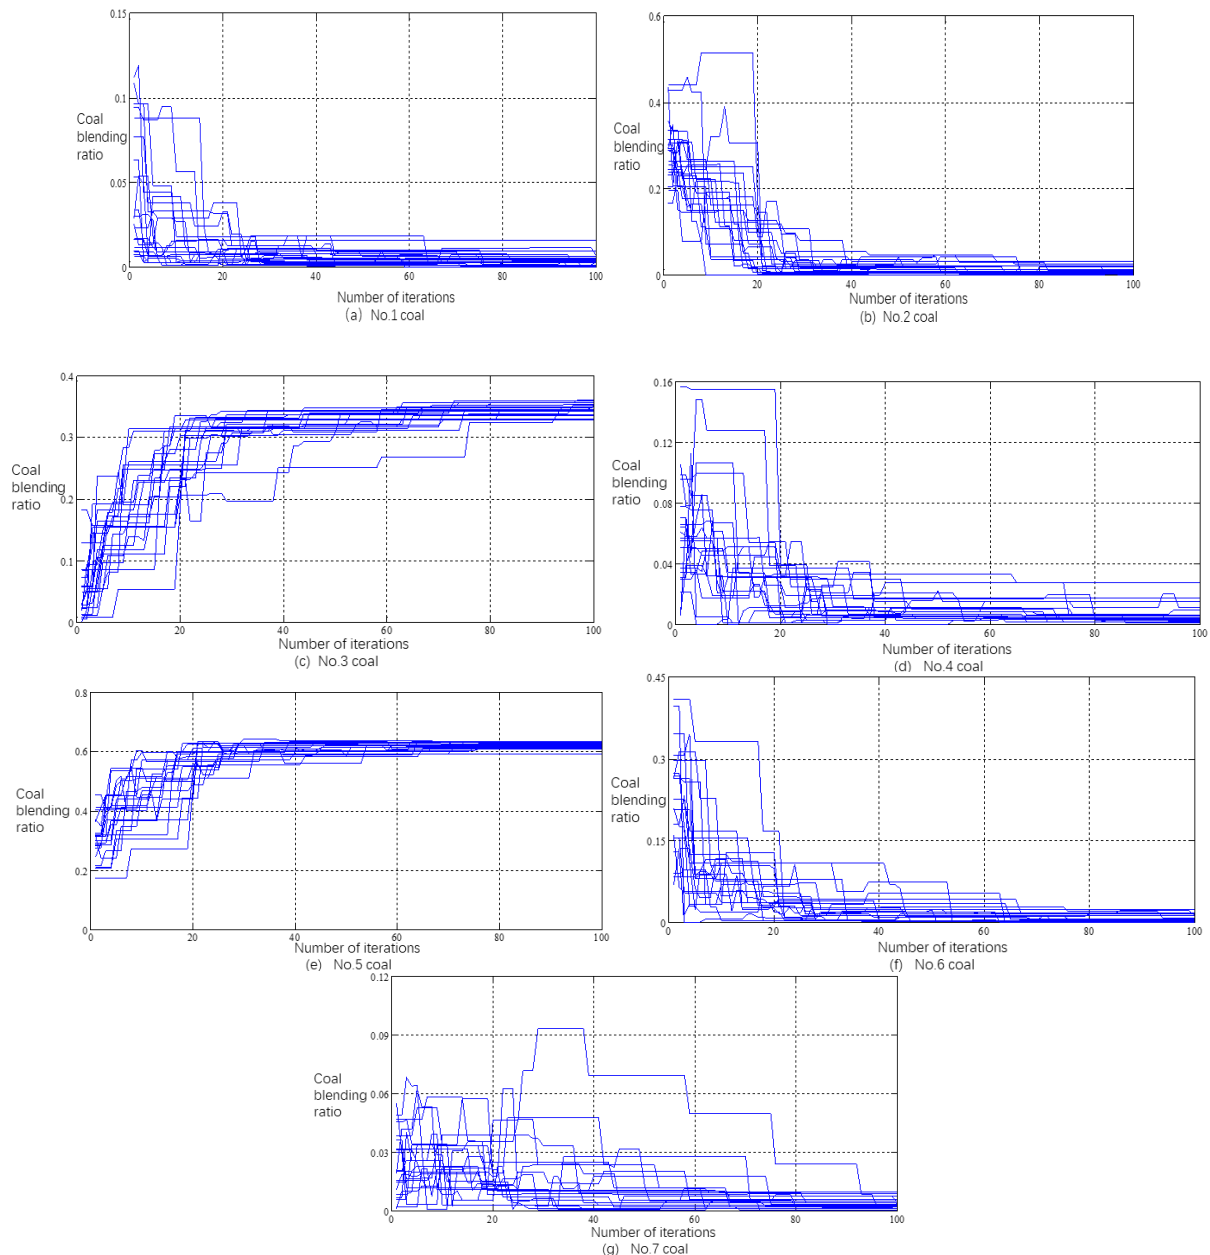 0.15
0.1
0.05
0
0
20
40
60
80
100
Coal
blending
ratio
Number of iterations
(a) No.1 coal
0.6
0.4
0.2
0
0
20
40
60
80
100
Coal
blending
ratio
Number of iterations
(b) No.2 coal
0.4
0.3
0.2
0.1
0
0
20
40
60
80
100
Coal
blending
ratio
Number of iterations
(c) No.3 coal
0.16
0.12
0.08
0.04
0
0
20
40
60
80
100
Coal
blending
ratio
Number of iterations
(d) No.4 coal
0.8
0.6
0.4
0.2
0
0
20
40
60
80
100
Coal
blending
ratio
Number of iterations
(e) No.5 coal
0.45
0.3
0.15
0
0
20
40
60
80
100
Coal
blending
ratio
Number of iterations
(f) No.6 coal
0.12
0.09
0.06
0.03
0
0
20
40
60
80
100
Coal
blending
ratio
Number of iterations
(g) No.7 coal